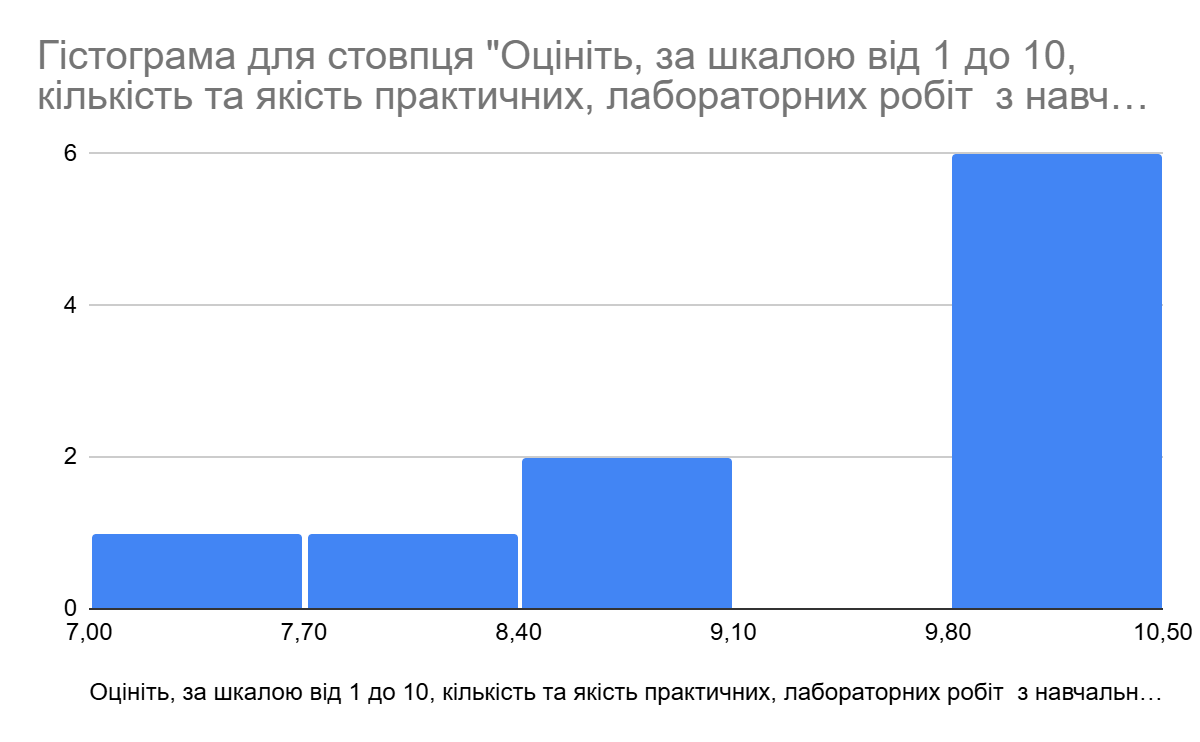 Гістограма для стовпця "Оцініть, за шкалою від 1 до 10,
кількість та якість практичних, лабораторних робіт  з навч…
6
4
2
0
7,00 7,70 8,40 9,10 9,80 10,50
Оцініть, за шкалою від 1 до 10, кількість та якість практичних, лабораторних робіт  з навчальн…